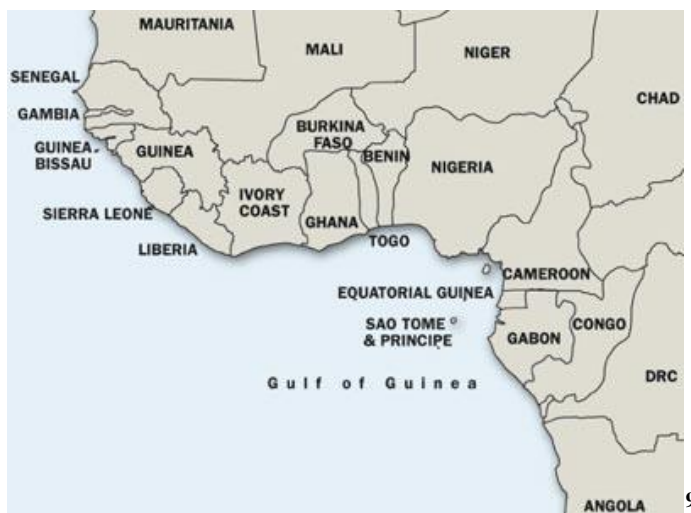 MAURITANIA
MALI
NIGER
CHAD
SENEGAL
GAMBIA
GUINEA
BISSAU
GUINEA
BURKINA
FASO
BENIN
NIGERIA
IVORY
COAST
GHANA
SIERRA LEONE
LIBERIA
TOGO
CAMEROON
EQUATORIAL GUINEA
SAO TOME
& PRINCIPE
GABON
CONGO
DRC
Gulf of Guinea
ANGOLA